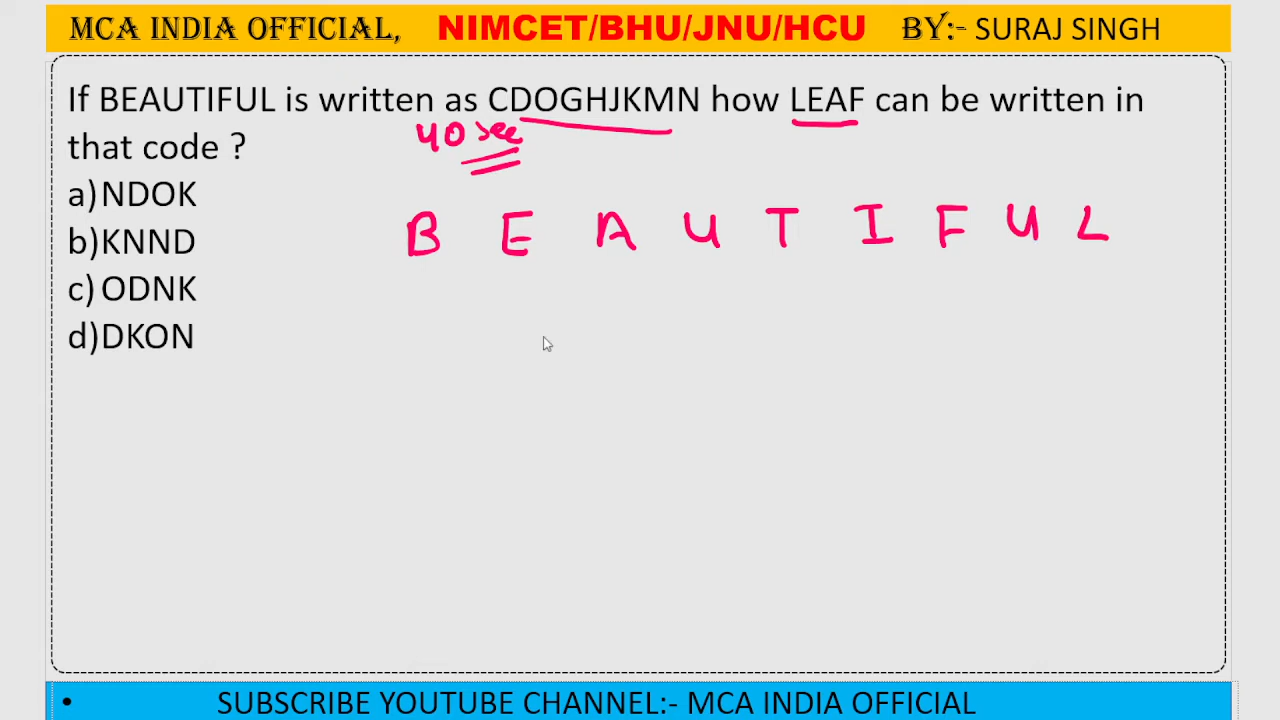 MCA INDIA OFFICIAL, NIMCET/BHU/JNU/HCU BY:- SURAJ SINGH
If BEAUTIFUL is written as CDOGHJKMN how LEAF can be written in
that code ?
40 sec
a)NDOK
b)KNND
c)ODNK
d)DKON
B E A U T I F U L
• SUBSCRIBE YOUTUBE CHANNEL:- MCA INDIA OFFICIAL